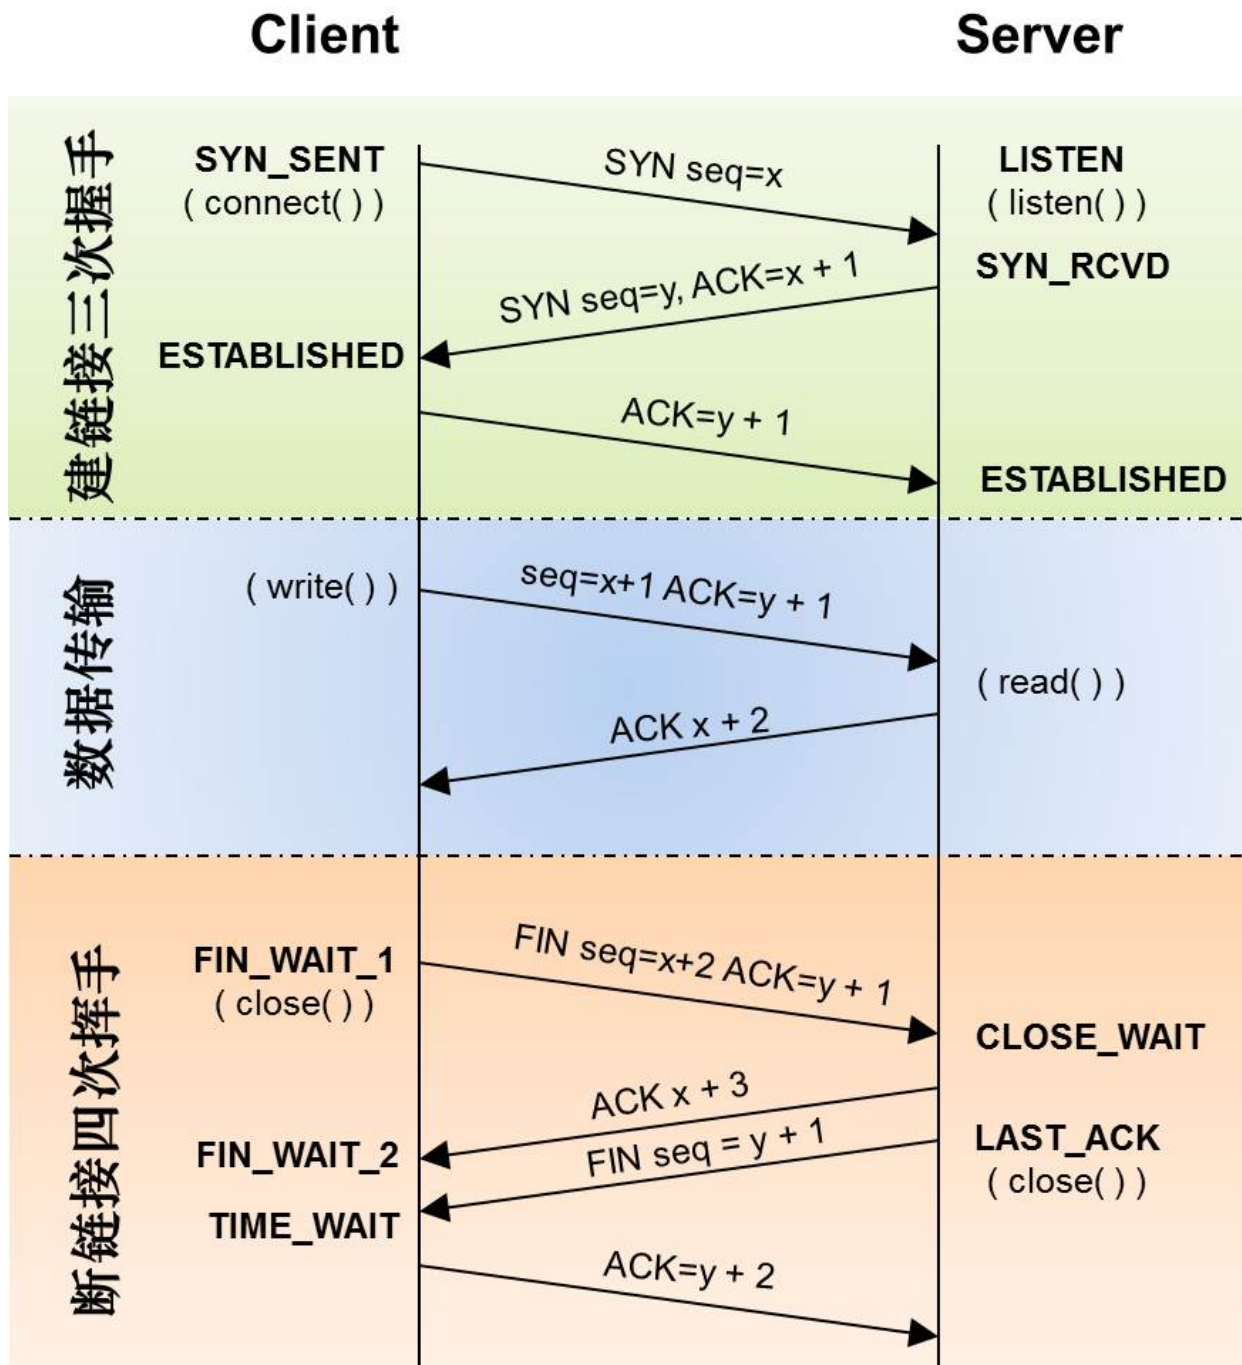 Client
Server
建链接三次握手
SYN_SENT
( connect( ) )
SYN seq=x
LISTEN
( listen( ) )
SYN_RCVD
SYN seq=y, ACK=x + 1
ESTABLISHED
ACK=y + 1
ESTABLISHED
数据传输
( write( ) )
seq=x+1 ACK=y + 1
( read( ) )
ACK x + 2
断链接四次挥手
FIN_WAIT_1
( close( ) )
FIN seq=x+2 ACK=y + 1
CLOSE_WAIT
ACK x + 3
FIN_WAIT_2
FIN seq = y + 1
LAST_ACK
( close( ) )
TIME_WAIT
ACK=y + 2